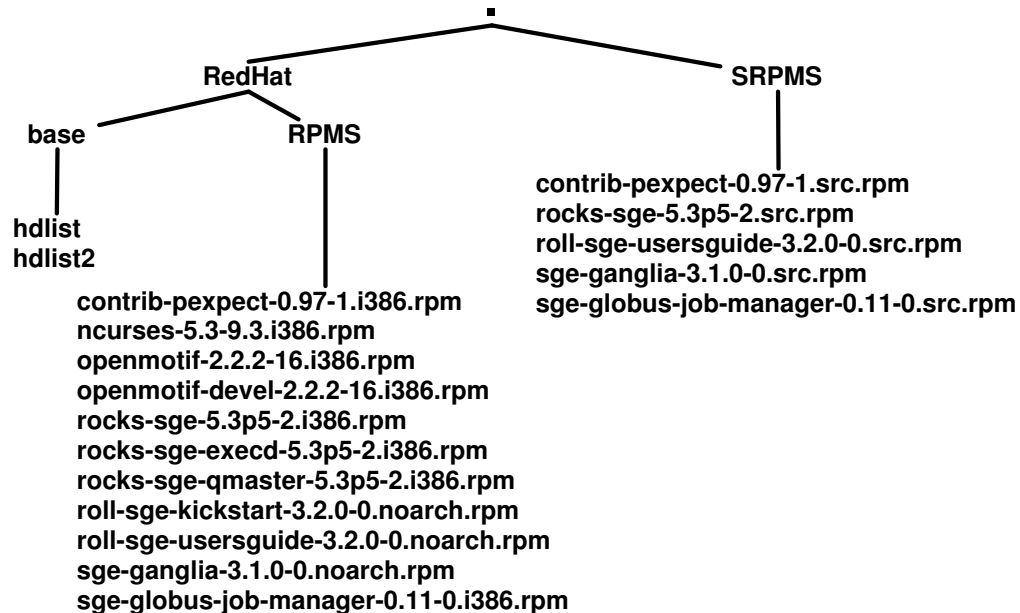 .
RedHat
SRPMS
base
RPMS
hdlist
hdlist2
contrib-pexpect-0.97-1.i386.rpm
ncurses-5.3-9.3.i386.rpm
openmotif-2.2.2-16.i386.rpm
openmotif-devel-2.2.2-16.i386.rpm
rocks-sge-5.3p5-2.i386.rpm
rocks-sge-execd-5.3p5-2.i386.rpm
rocks-sge-qmaster-5.3p5-2.i386.rpm
roll-sge-kickstart-3.2.0-0.noarch.rpm
roll-sge-usersguide-3.2.0-0.noarch.rpm
sge-ganglia-3.1.0-0.noarch.rpm
sge-globus-job-manager-0.11-0.i386.rpm
contrib-pexpect-0.97-1.src.rpm
rocks-sge-5.3p5-2.src.rpm
roll-sge-usersguide-3.2.0-0.src.rpm
sge-ganglia-3.1.0-0.src.rpm
sge-globus-job-manager-0.11-0.src.rpm